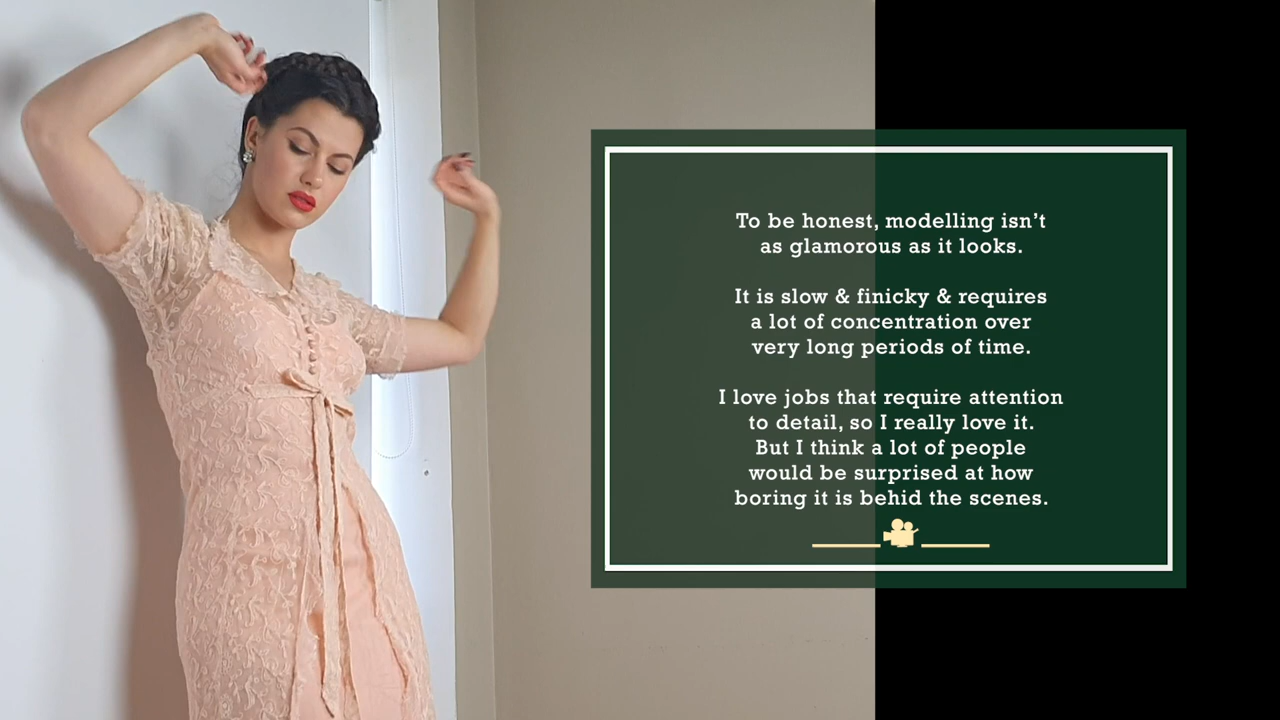 To be honest, modelling isn’t
as glamorous as it looks.
It is slow & finicky & requires
a lot of concentration over
very long periods of time.
I love jobs that require attention
to detail, so I really love it.
But I think a lot of people
would be surprised at how
boring it is behid the scenes.